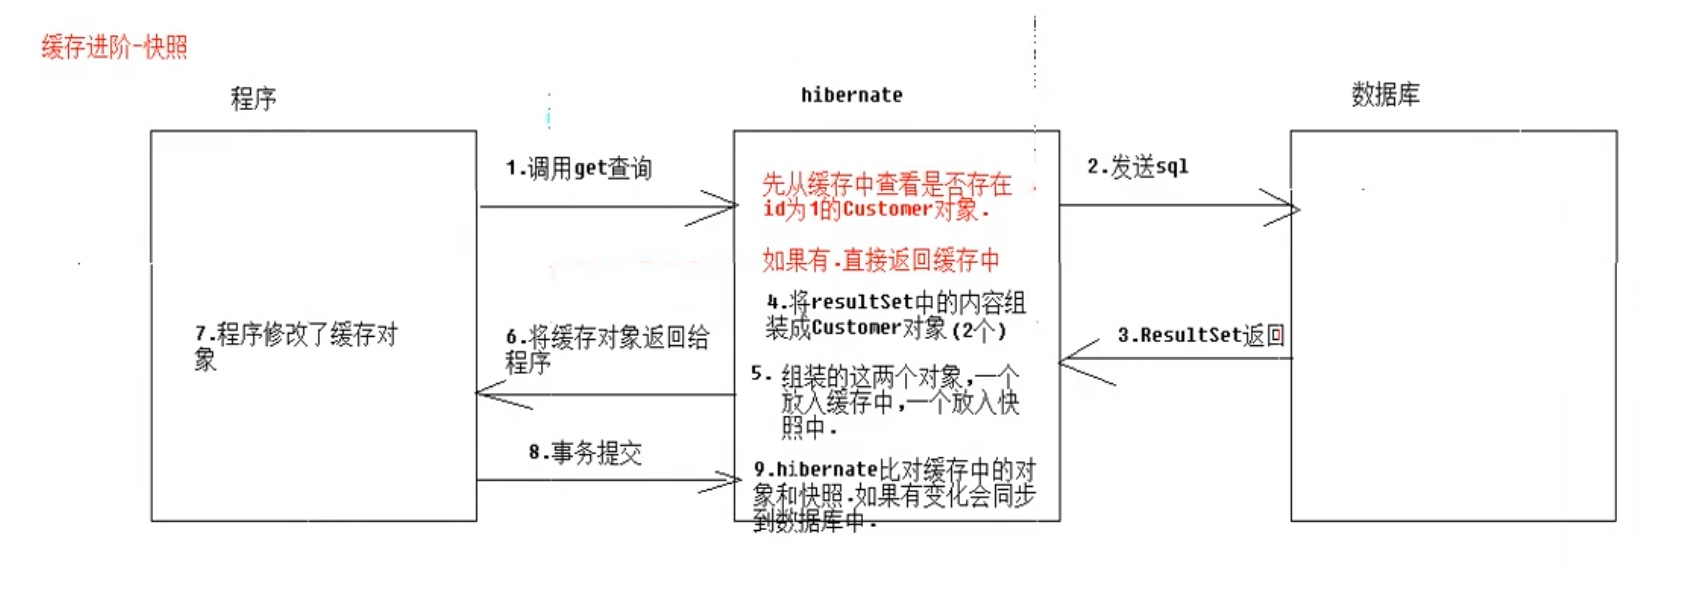 缓存进阶-快照
程序
hibernate
数据库
1.调用get查询
2.发送sql
先从缓存中查看是否存在
id为1的Customer对象.
如果有.直接返回缓存中
4.将resultSet中的内容组
装成Customer对象(2个)
3.ResultSet返回
7.程序修改了缓存对
象
6.将缓存对象返回给
程序
5. 组装的这两个对象,一个
放入缓存中,一个放入快
照中.
8.事务提交
9.hibernate比对缓存中的对
象和快照.如果有变化会同步
到数据库中.